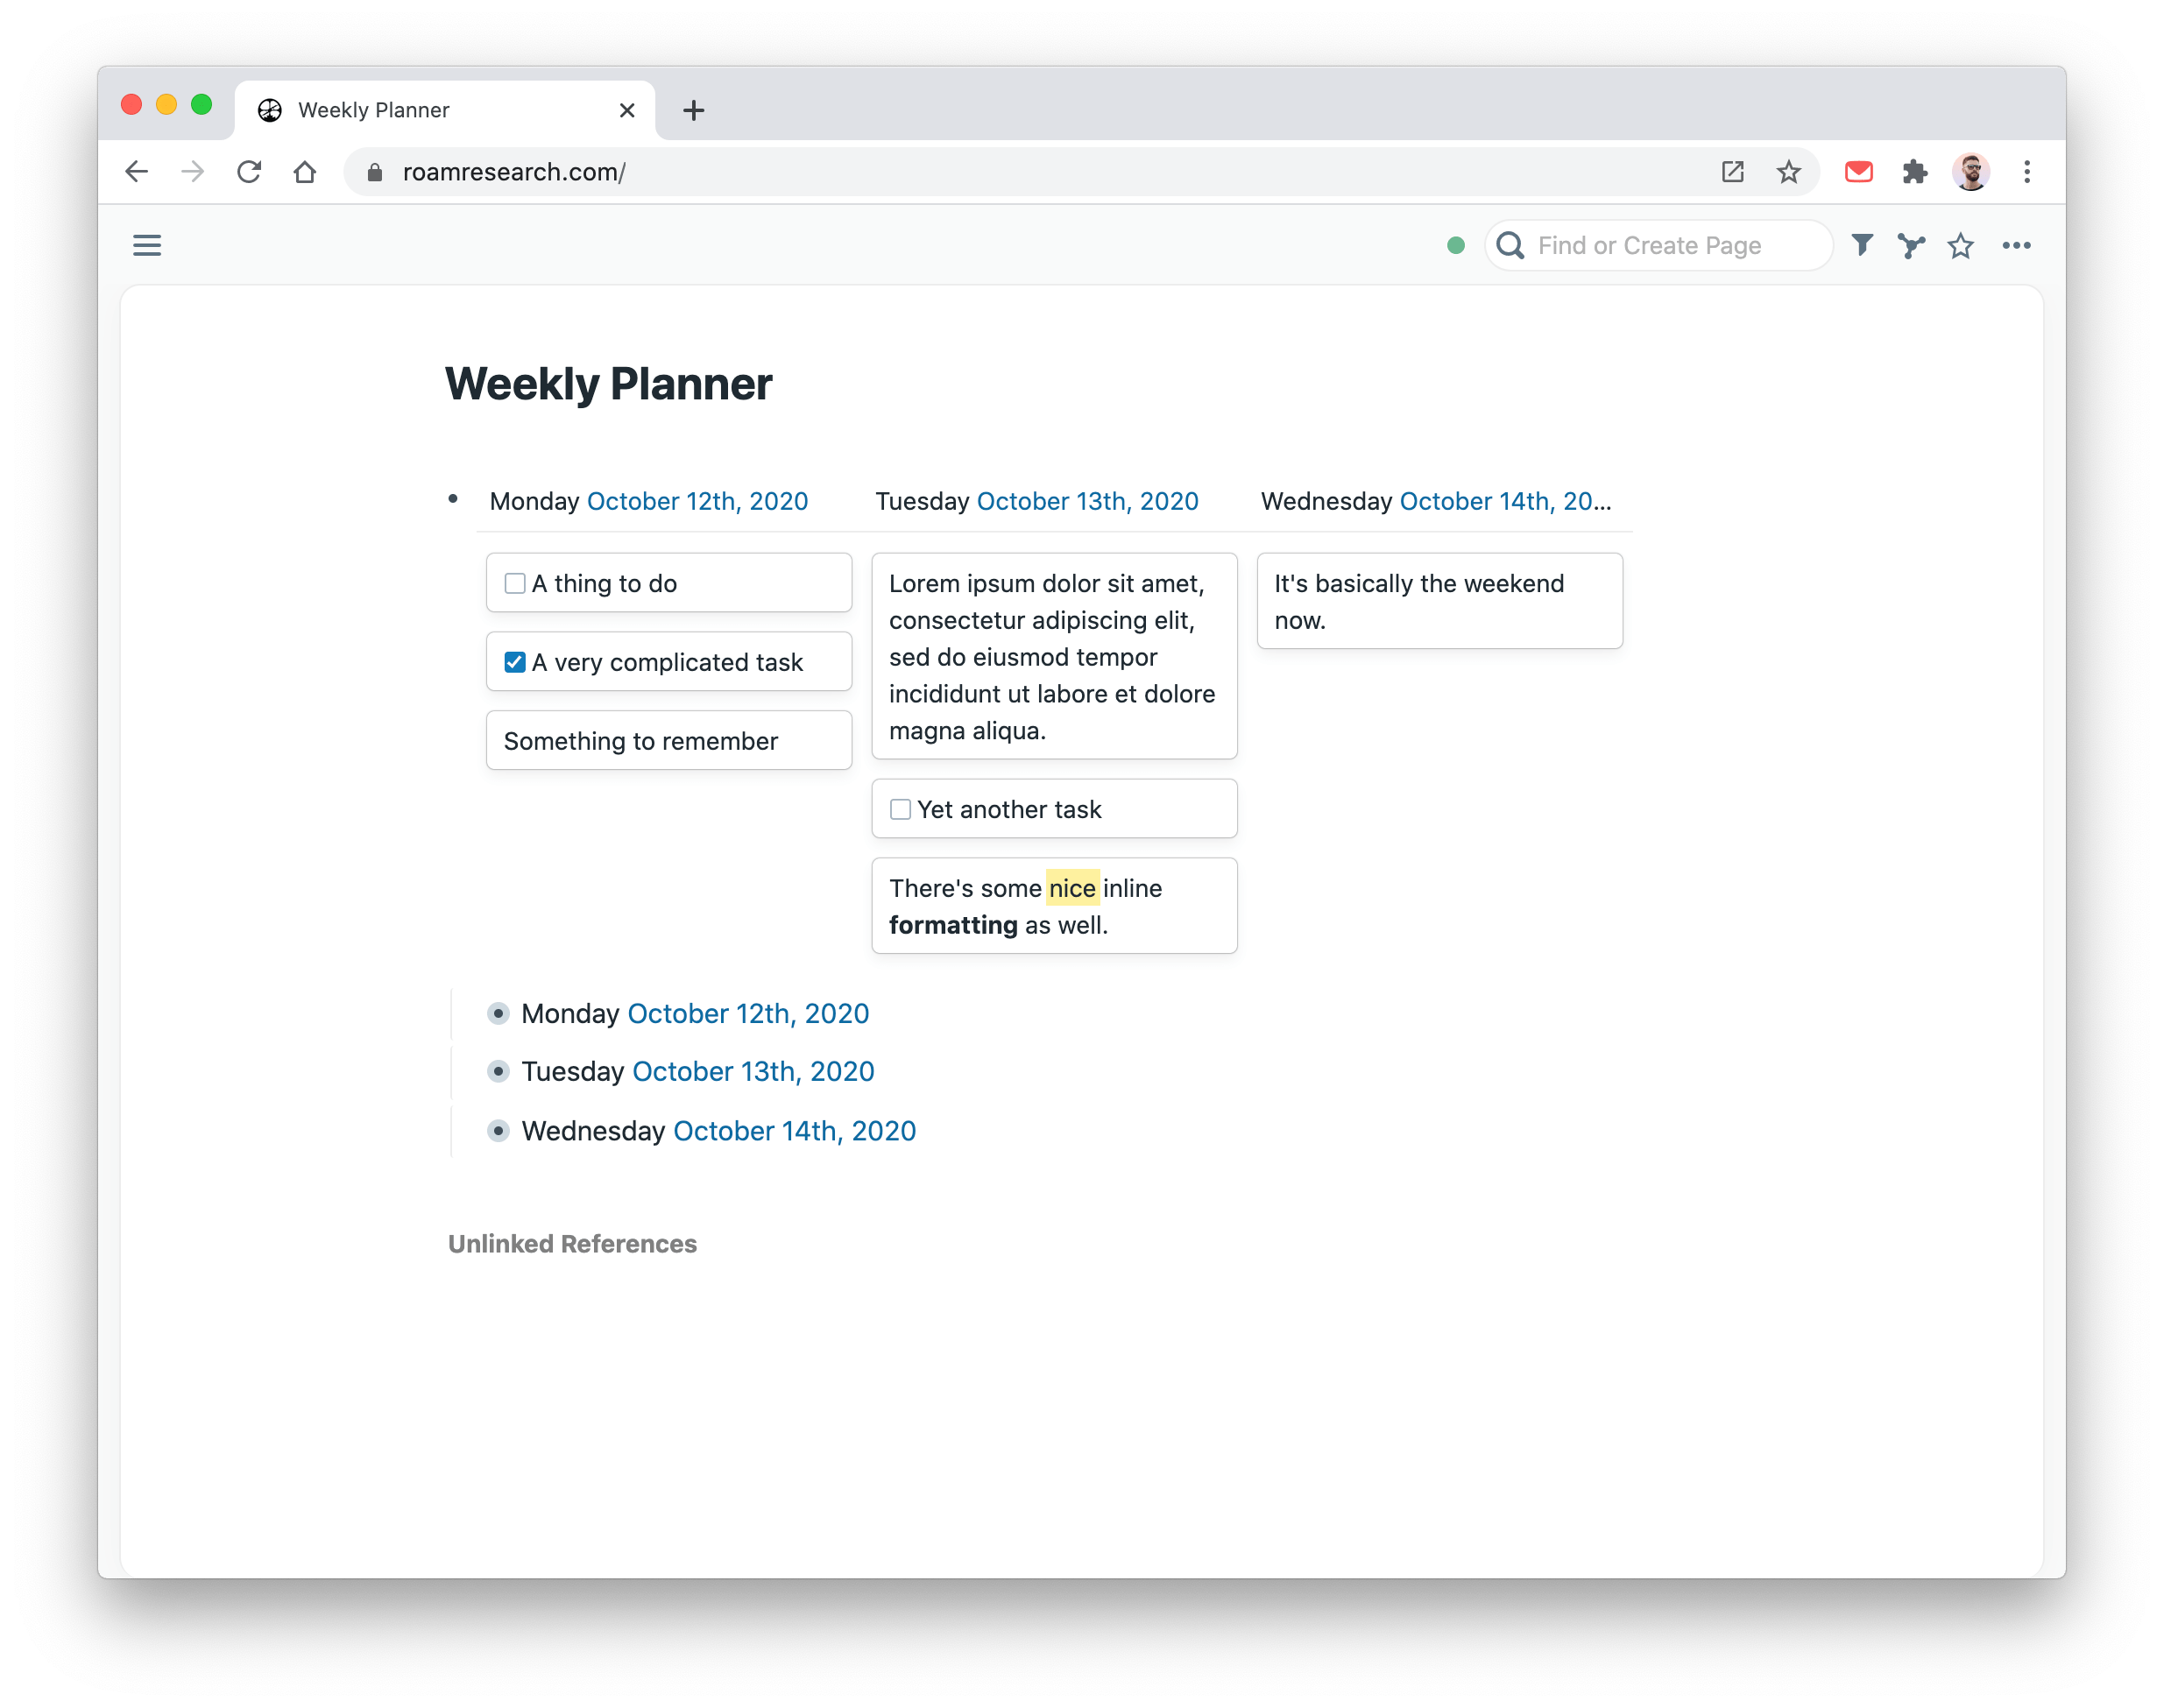 Weekly Planner
roamresearch.com/
Find or Create Page
Weekly Planner
Monday October 12th, 2020
Tuesday October 13th, 2020
Wednesday October 14th, 20...
A thing to do
A very complicated task
Something to remember
Lorem ipsum dolor sit amet,
consectetur adipiscing elit,
sed do eiusmod tempor
incididunt ut labore et dolore
magna aliqua.
Yet another task
There's some nice inline
formatting as well.
It's basically the weekend
now.
Monday October 12th, 2020
Tuesday October 13th, 2020
Wednesday October 14th, 2020
Unlinked References